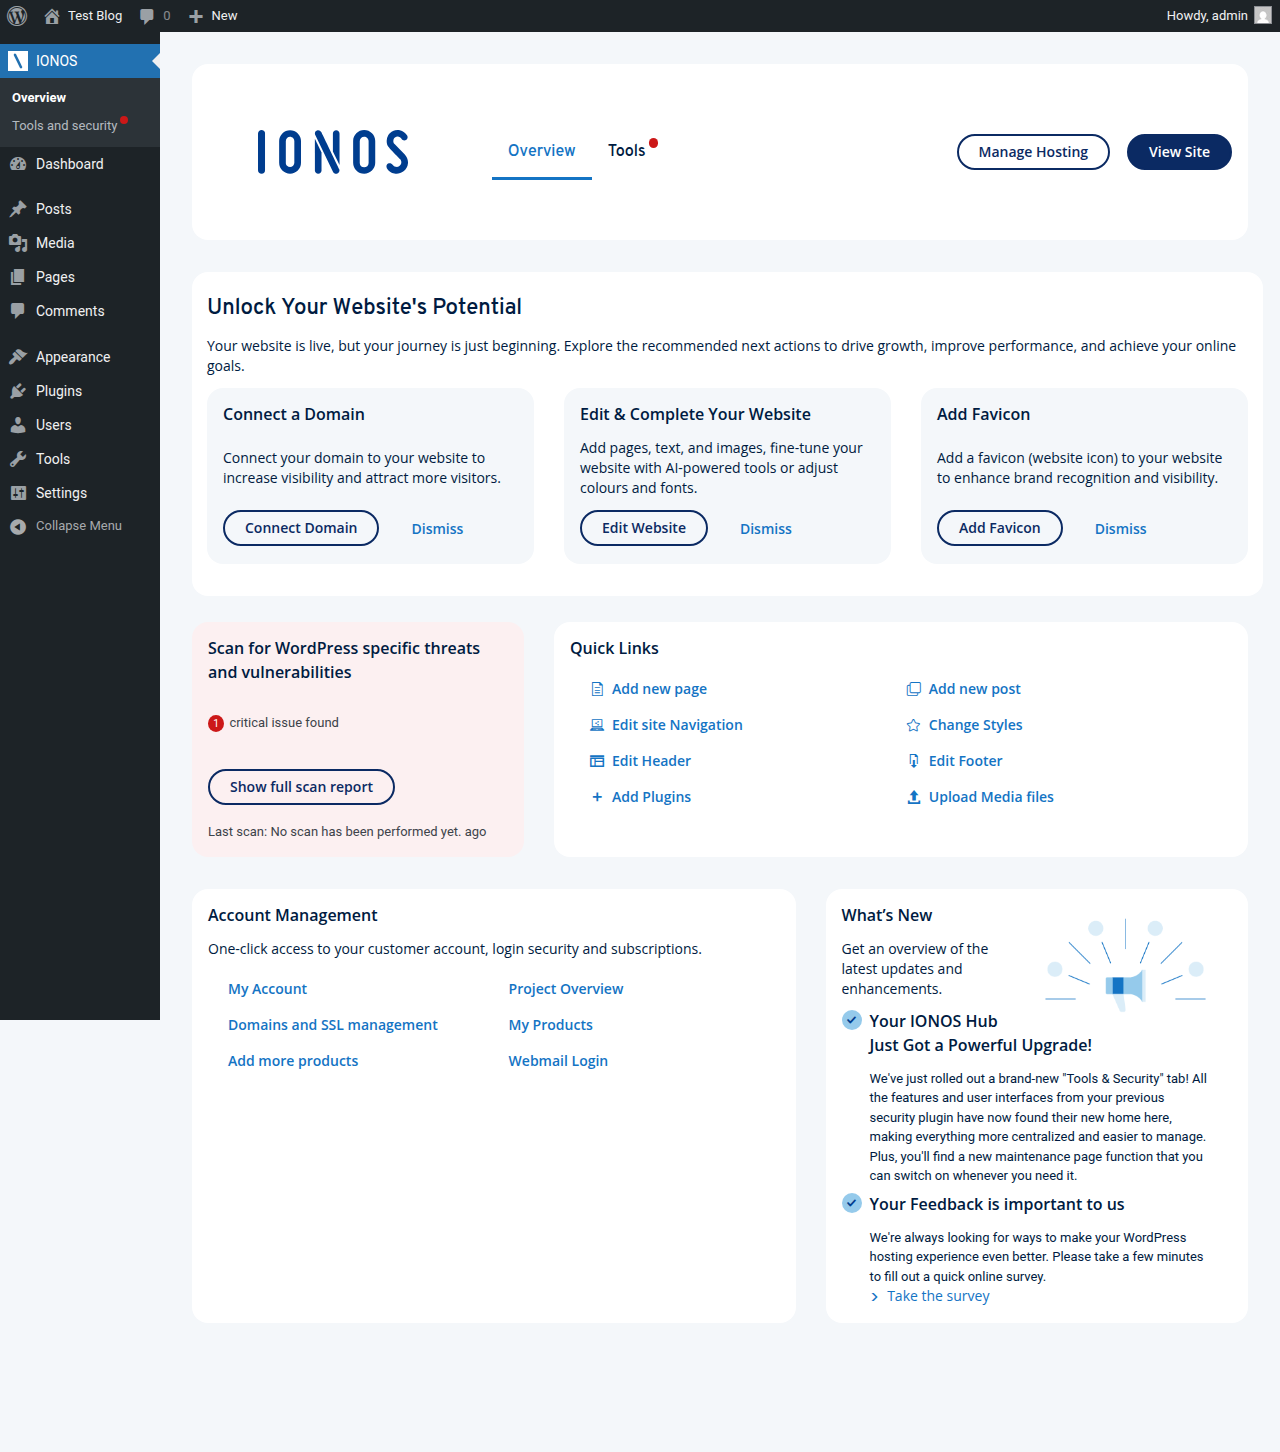 Test Blog
0
New
Howdy, admin
IONOS
Overview
Tools and security
Dashboard
Posts
Media
Pages
Comments
Appearance
Plugins
Users
Tools
Settings
Collapse Menu
IONOS
Overview
Tools
Manage Hosting
View Site
Unlock Your Website's Potential
Your website is live, but your journey is just beginning. Explore the recommended next actions to drive growth, improve performance, and achieve your online
goals.
Connect a Domain
Connect your domain to your website to
increase visibility and attract more visitors.
Connect Domain
Dismiss
Edit & Complete Your Website
Add pages, text, and images, fine-tune your
website with AI-powered tools or adjust
colours and fonts.
Edit Website
Dismiss
Add Favicon
Add a favicon (website icon) to your website
to enhance brand recognition and visibility.
Add Favicon
Dismiss
Scan for WordPress specific threats
and vulnerabilities
1 critical issue found
Show full scan report
Last scan: No scan has been performed yet. ago
Quick Links
Add new page
Add new post
Edit site Navigation
Change Styles
Edit Header
Edit Footer
Add Plugins
Upload Media files
Account Management
One-click access to your customer account, login security and subscriptions.
My Account
Project Overview
Domains and SSL management
My Products
Add more products
Webmail Login
What's New
Get an overview of the
latest updates and
enhancements.
Your IONOS Hub
Just Got a Powerful Upgrade!
We've just rolled out a brand-new "Tools & Security" tab! All
the features and user interfaces from your previous
security plugin have now found their new home here,
making everything more centralized and easier to manage.
Plus, you'll find a new maintenance page function that you
can switch on whenever you need it.
Your Feedback is important to us
We're always looking for ways to make your WordPress
hosting experience even better. Please take a few minutes
to fill out a quick online survey.
Take the survey